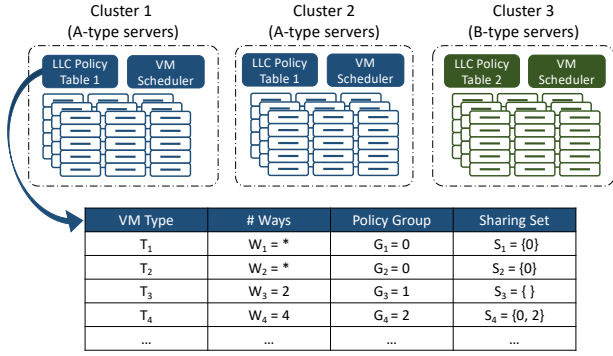 Cluster 1
(A-type servers)
Cluster 2
(A-type servers)
Cluster 3
(B-type servers)
LLC Policy
Table 1
VM
Scheduler
LLC Policy
Table 1
VM
Scheduler
LLC Policy
Table 2
VM
Scheduler
VM Type # Ways Policy Group Sharing Set
T₁ W₁ = * G₁ = 0 S₁ = {0}
T₂ W₂ = * G₂ = 0 S₂ = {0}
T₃ W₃ = 2 G₃ = 1 S₃ = { }
T₄ W₄ = 4 G₄ = 2 S₄ = {0, 2}
… … … …